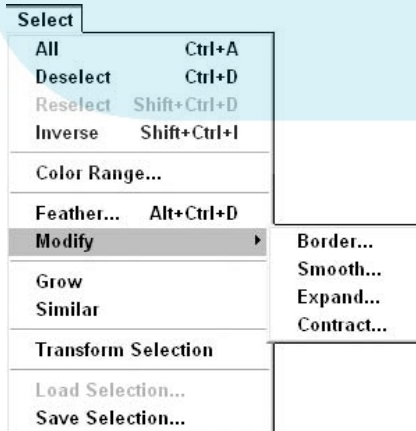 Select
All Ctrl+A
Deselect Ctrl+D
Reselect Shift+Ctrl+D
Inverse Shift+Ctrl+I
Color Range...
Feather... Alt+Ctrl+D
Modify
Border...
Smooth...
Expand...
Contract...
Grow
Similar
Transform Selection
Load Selection...
Save Selection...